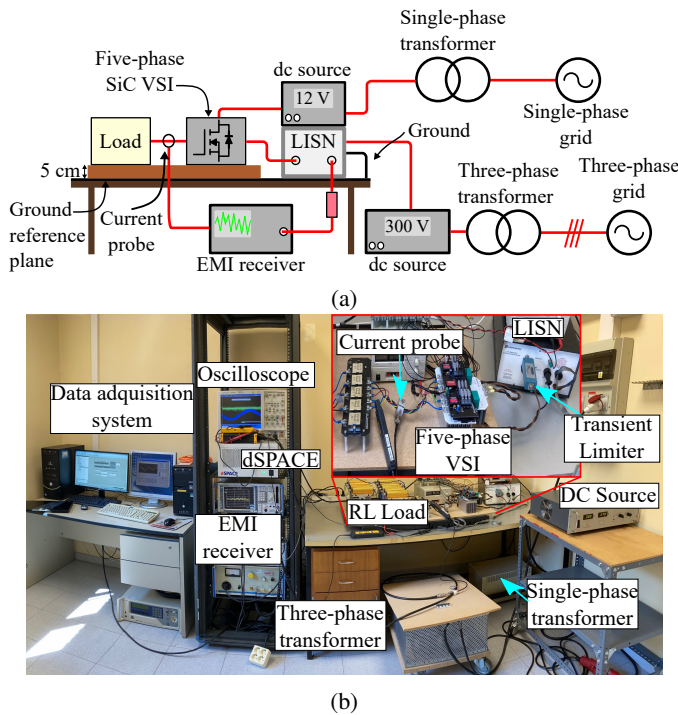 Single-phase
transformer
Five-phase
SiC VSI
dc source
12 V
Single-phase
grid
Load
LISN
Ground
5 cm
Three-phase
transformer
Three-phase
grid
Ground
reference
plane
Current
probe
EMI receiver
300 V
dc source
(a)
LISN
Current probe
Oscilloscope
Data adquisition
system
Transient
Limiter
Five-phase
VSI
dSPACE
dSPACE
DC Source
RL Load
EMI
receiver
Single-phase
transformer
Three-phase
transformer
(b)